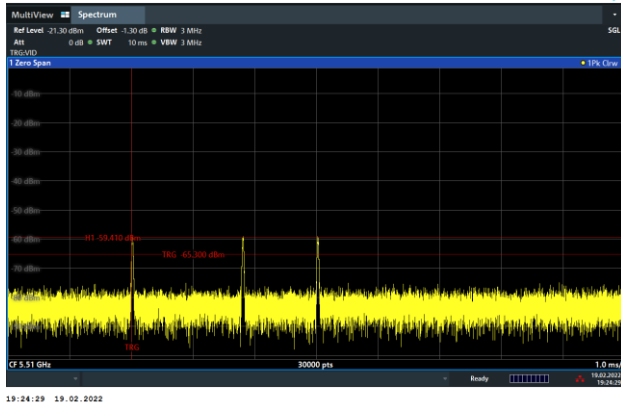 MultiView Spectrum
Ref Level -21.30 dBm Offset -1.30 dB RBW 3 MHz SGL
Att 0 dB SWT 10 ms VBW 3 MHz
TRG:VID
1 Zero Span 1Pk Clrw
-10 dBm
-20 dBm
-30 dBm
-40 dBm
-50 dBm
-60 dBm
H1 -59.410 dBm
TRG -65.300 dBm
-70 dBm
TRG
CF 5.51 GHz 30000 pts 1.0 ms/
Ready 19.02.2022
19:24:29
19:24:29 19.02.2022